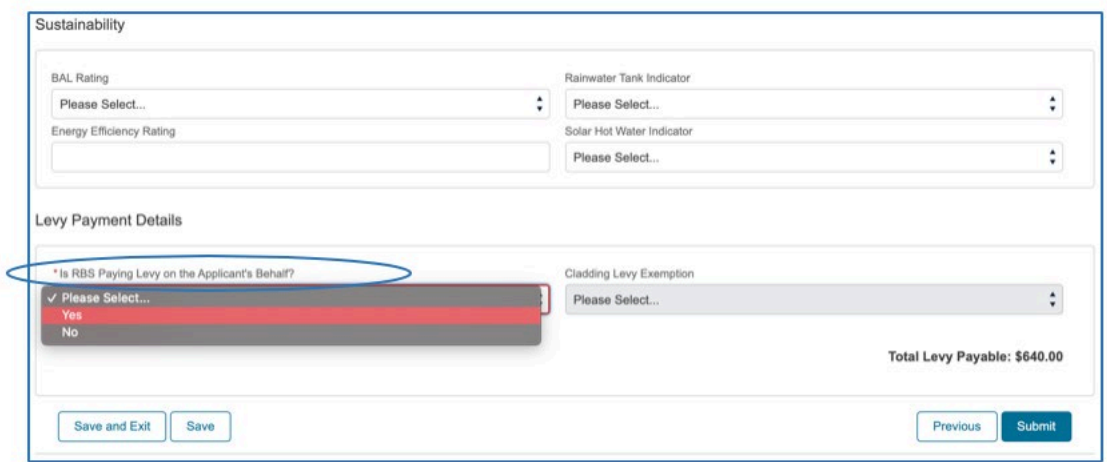 Sustainability
BAL Rating
Rainwater Tank Indicator
Please Select...
Please Select...
Energy Efficiency Rating
Solar Hot Water Indicator
Please Select...
Levy Payment Details
*Is RBS Paying Levy on the Applicant's Behalf?
Cladding Levy Exemption
✓ Please Select...
Please Select...
Yes
No
Total Levy Payable: $640.00
Save and Exit
Save
Previous
Submit